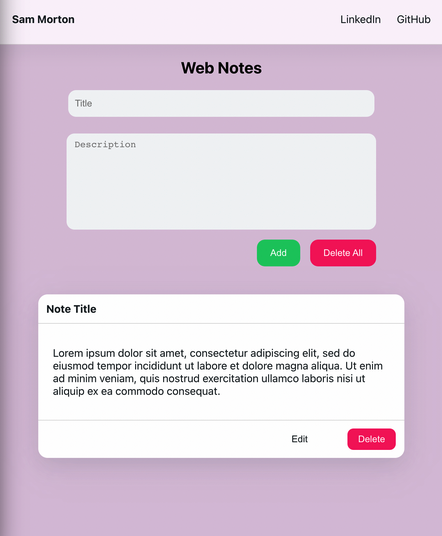 Sam Morton LinkedIn GitHub
Web Notes
Title
Description
Add Delete All
Note Title
Lorem ipsum dolor sit amet, consectetur adipiscing elit, sed do
eiusmod tempor incididunt ut labore et dolore magna aliqua. Ut enim
ad minim veniam, quis nostrud exercitation ullamco laboris nisi ut
aliquip ex ea commodo consequat.
Edit Delete